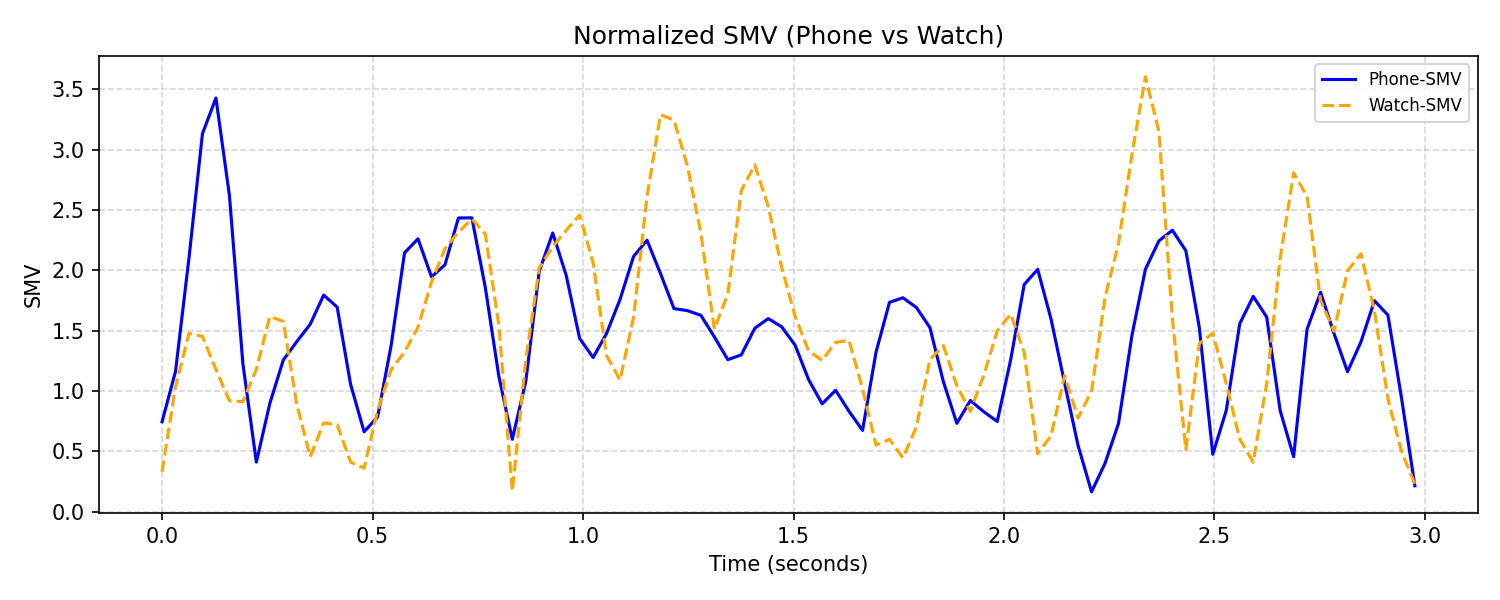 Normalized SMV (Phone vs Watch)
Phone-SMV
Watch-SMV
SMV
3.5
3.0
2.5
2.0
1.5
1.0
0.5
0.0
0.0 0.5 1.0 1.5 2.0 2.5 3.0
Time (seconds)